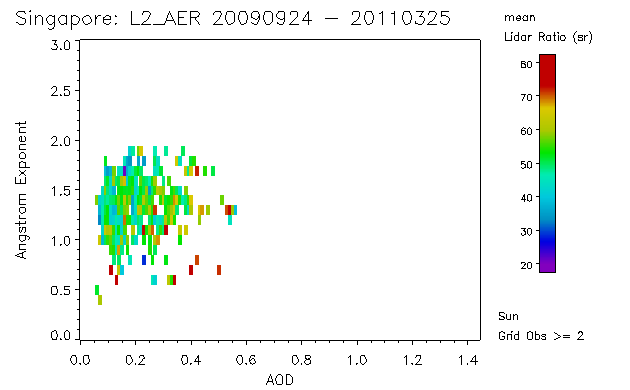 Singapore: L2_AER 20090924 - 20110325
mean
Lidar Ratio (sr)
80
70
60
50
40
30
20
3.0
2.5
2.0
1.5
1.0
0.5
0.0
Angstrom Exponent
0.0 0.2 0.4 0.6 0.8 1.0 1.2 1.4
AOD
Sun
Grid Obs >= 2